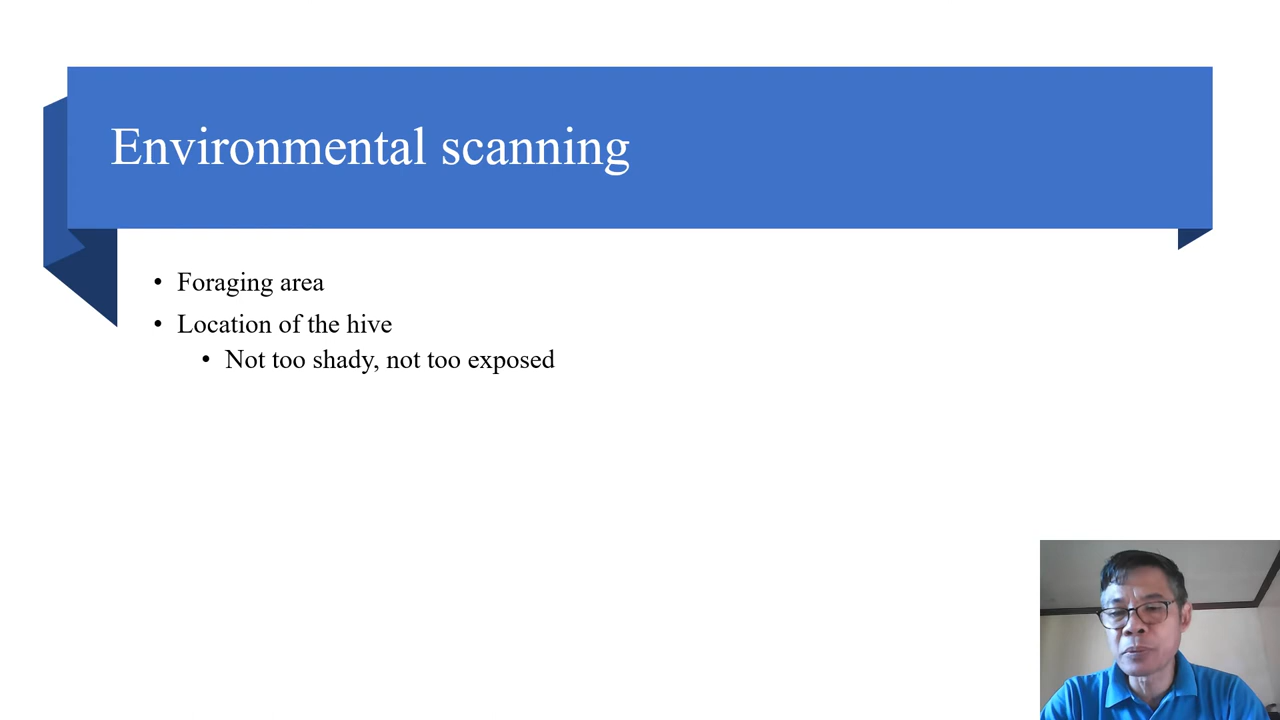 Environmental scanning
• Foraging area
• Location of the hive
• Not too shady, not too exposed